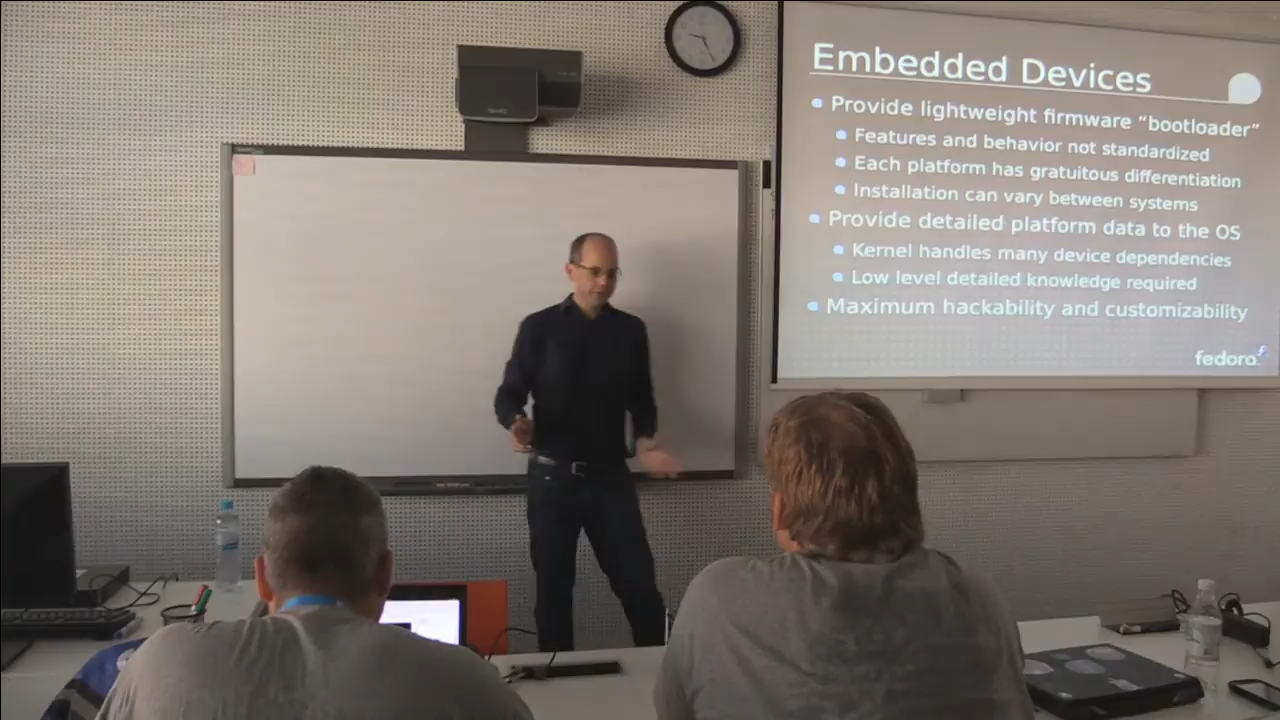 Embedded Devices
Provide lightweight firmware “bootloader”
Features and behavior not standardized
Each platform has gratuitous differentiation
Installation can vary between systems
Provide detailed platform data to the OS
Kernel handles many device dependencies
Low level detailed knowledge required
Maximum hackability and customizability
fedora